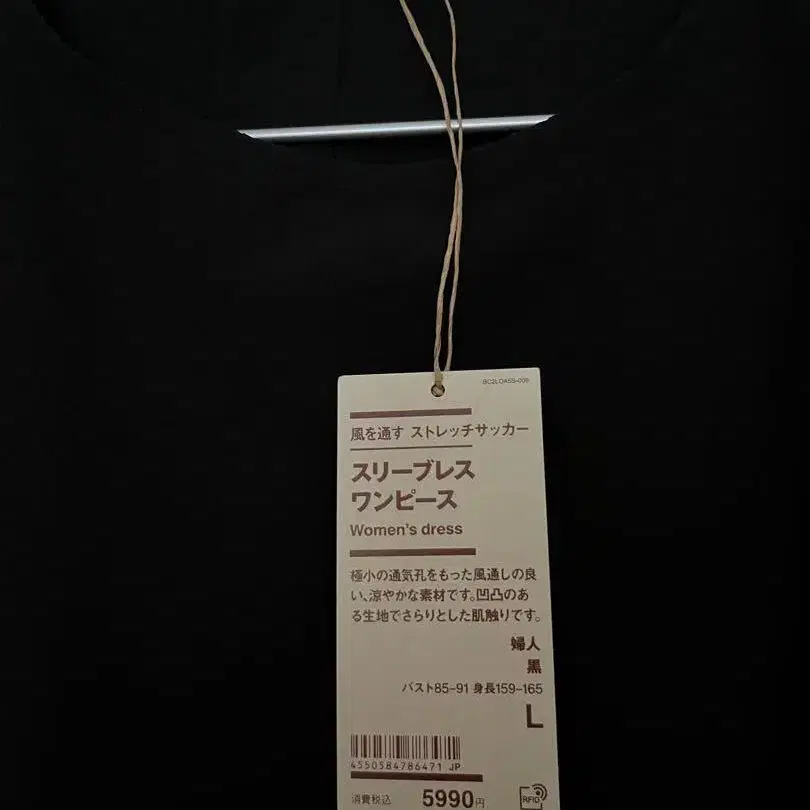 風を通す ストレッチサッカー
スリーブレス
ワンピース
Women's dress
極小の通気孔をもった風通しの良
い、涼やかな素材です。凹凸のあ
る生地でさらりとした肌触りです。
婦人
黒
バスト85-91 身長159-165
L
4550584786471 JP
消費税込 5990円
RFID